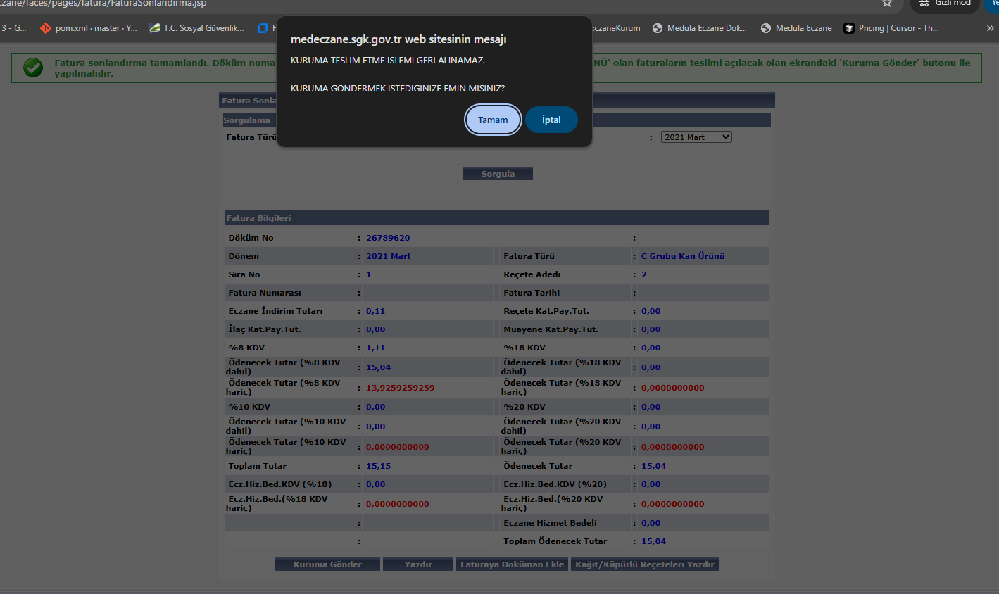 czane/faces/pages/fatura/FaturaSonlandirma.jsp
Gizli mod
3 - G...
pom.xml · master · Y...
T.C. Sosyal Güvenlik...
EczaneKurum
Medula Eczane Dok...
Medula Eczane
Pricing | Cursor - Th...
»
medeczane.sgk.gov.tr web sitesinin mesajı
KURUMA TESLIM ETME ISLEMI GERI ALINAMAZ.
KURUMA GONDERMEK ISTEDIGINIZE EMIN MISINIZ?
Tamam
İptal
Fatura sonlandırma tamamlandı. Döküm numa
NÜ' olan faturaların teslimi açılacak olan ekrandaki 'Kuruma Gönder' butonu ile
yapılmalıdır.
Fatura Sonla
Sorgulama
Fatura Türü
: 2021 Mart
Sorgula
Fatura Bilgileri
Döküm No : 26789620 :
Dönem : 2021 Mart Fatura Türü : C Grubu Kan Ürünü
Sıra No : 1 Reçete Adedi : 2
Fatura Numarası : Fatura Tarihi :
Eczane İndirim Tutarı : 0,11 Reçete Kat.Pay.Tut. : 0,00
İlaç Kat.Pay.Tut. : 0,00 Muayene Kat.Pay.Tut. : 0,00
%8 KDV : 1,11 %18 KDV : 0,00
Ödenecek Tutar (%8 KDV dahil) : 15,04 Ödenecek Tutar (%18 KDV dahil) : 0,00
Ödenecek Tutar (%8 KDV hariç) : 13,9259259259 Ödenecek Tutar (%18 KDV hariç) : 0,0000000000
%10 KDV : 0,00 %20 KDV : 0,00
Ödenecek Tutar (%10 KDV dahil) : 0,00 Ödenecek Tutar (%20 KDV dahil) : 0,00
Ödenecek Tutar (%10 KDV hariç) : 0,0000000000 Ödenecek Tutar (%20 KDV hariç) : 0,0000000000
Toplam Tutar : 15,15 Ödenecek Tutar : 15,04
Ecz.Hiz.Bed.KDV (%18) : 0,00 Ecz.Hiz.Bed.KDV (%20) : 0,00
Ecz.Hiz.Bed.(%18 KDV hariç) : 0,0000000000 Ecz.Hiz.Bed.(%20 KDV hariç) : 0,0000000000
: Eczane Hizmet Bedeli : 0,00
: Toplam Ödenecek Tutar : 15,04
Kuruma Gönder
Yazdır
Faturaya Doküman Ekle
Kağıt/Küpürlü Reçeteleri Yazdır